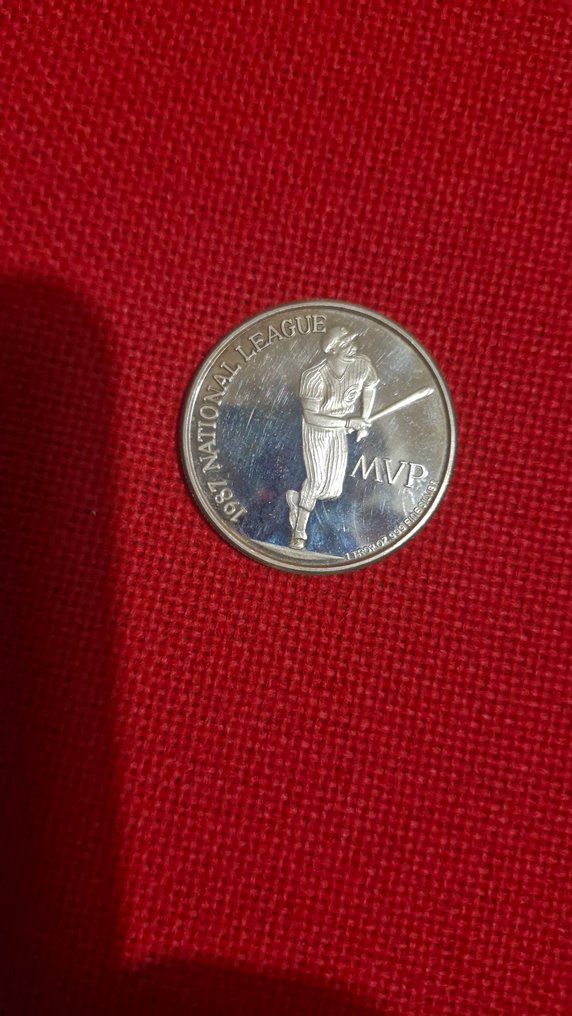 1987 NATIONAL LEAGUE
MVP
1 TROY OZ .999 FINE SILVER